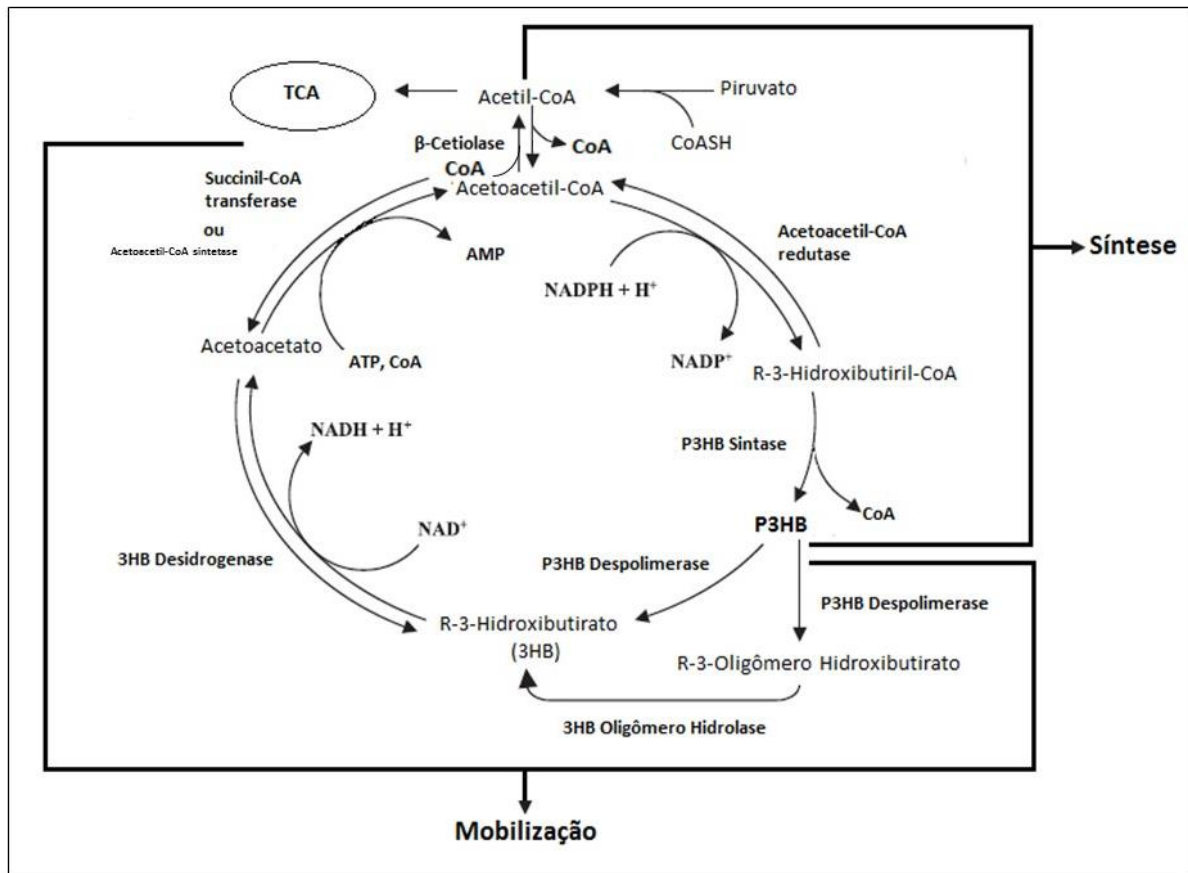 TCA
Acetil-CoA
Piruvato
β-Cetiolase
CoA
CoASH
CoA
Acetoacetil-CoA
Succinil-CoA
transferase
ou
Acetoacetil-CoA sintetase
AMP
Acetoacetil-CoA
redutase
Síntese
NADPH + H⁺
Acetoacetato
ATP, CoA
NADP⁺
R-3-Hidroxibutiril-CoA
NADH + H⁺
P3HB Sintase
P3HB
CoA
NAD⁺
3HB Desidrogenase
P3HB Despolimerase
P3HB Despolimerase
R-3-Hidroxibutirato
(3HB)
R-3-Oligômero Hidroxibutirato
3HB Oligômero Hidrolase
Mobilização